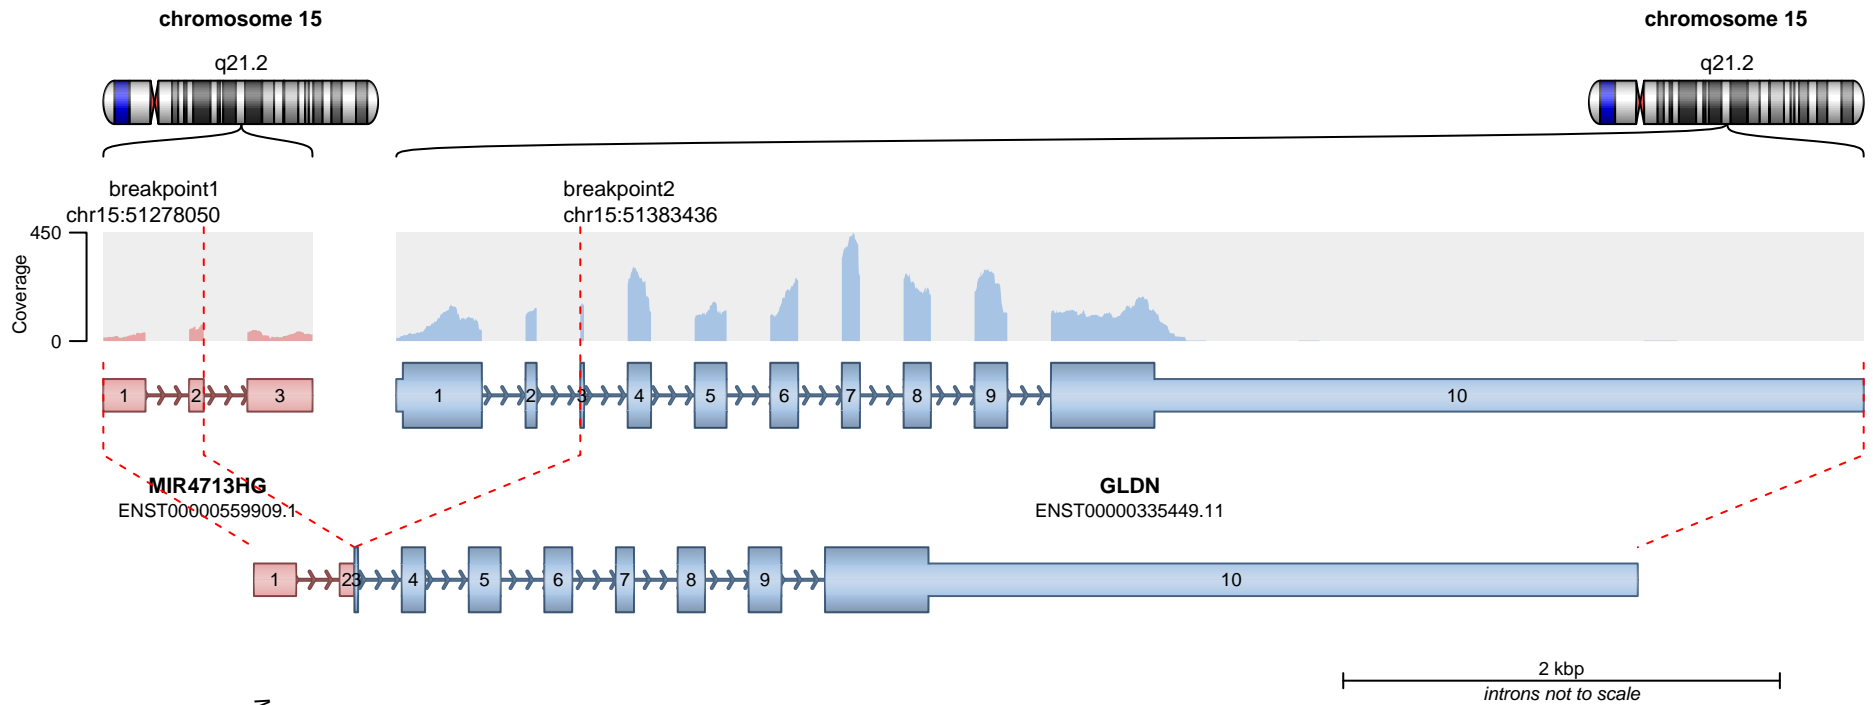 chromosome 15
chromosome 15
q21.2
q21.2
breakpoint1
chr15:51278050
breakpoint2
chr15:51383436
450
0
Coverage
1 2 3
1 2 3 4 5 6 7 8 9 10
MIR4713HG
ENST00000559909.1
GLDN
ENST00000335449.11
1 2 3 4 5 6 7 8 9 10
2 kbp
introns not to scale